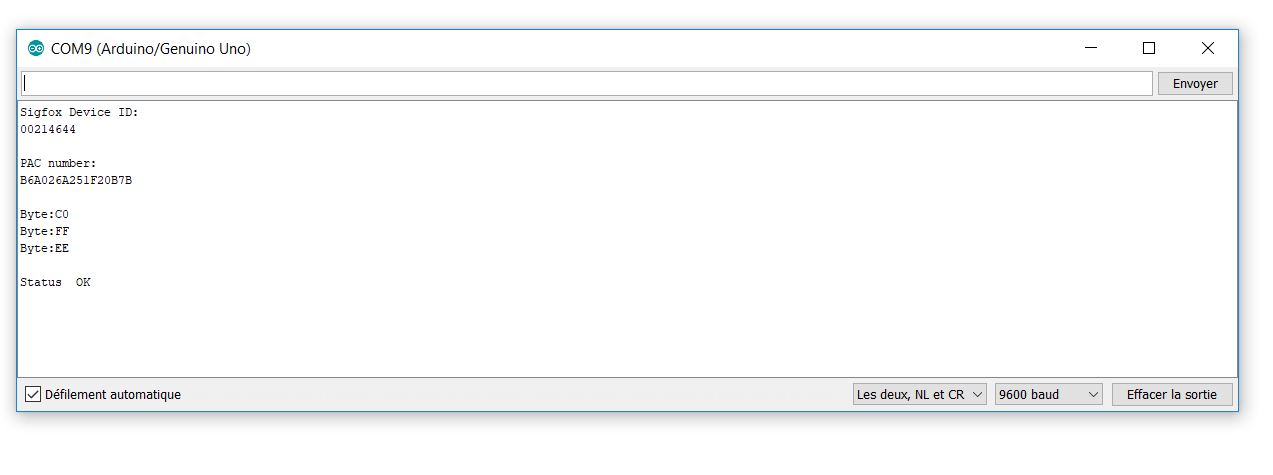 COM9 (Arduino/Genuino Uno)
Envoyer
Sigfox Device ID:
00214644
PAC number:
B6A026A251F20B7B
Byte:C0
Byte:FF
Byte:EE
Status  OK
Défilement automatique
Les deux, NL et CR
9600 baud
Effacer la sortie